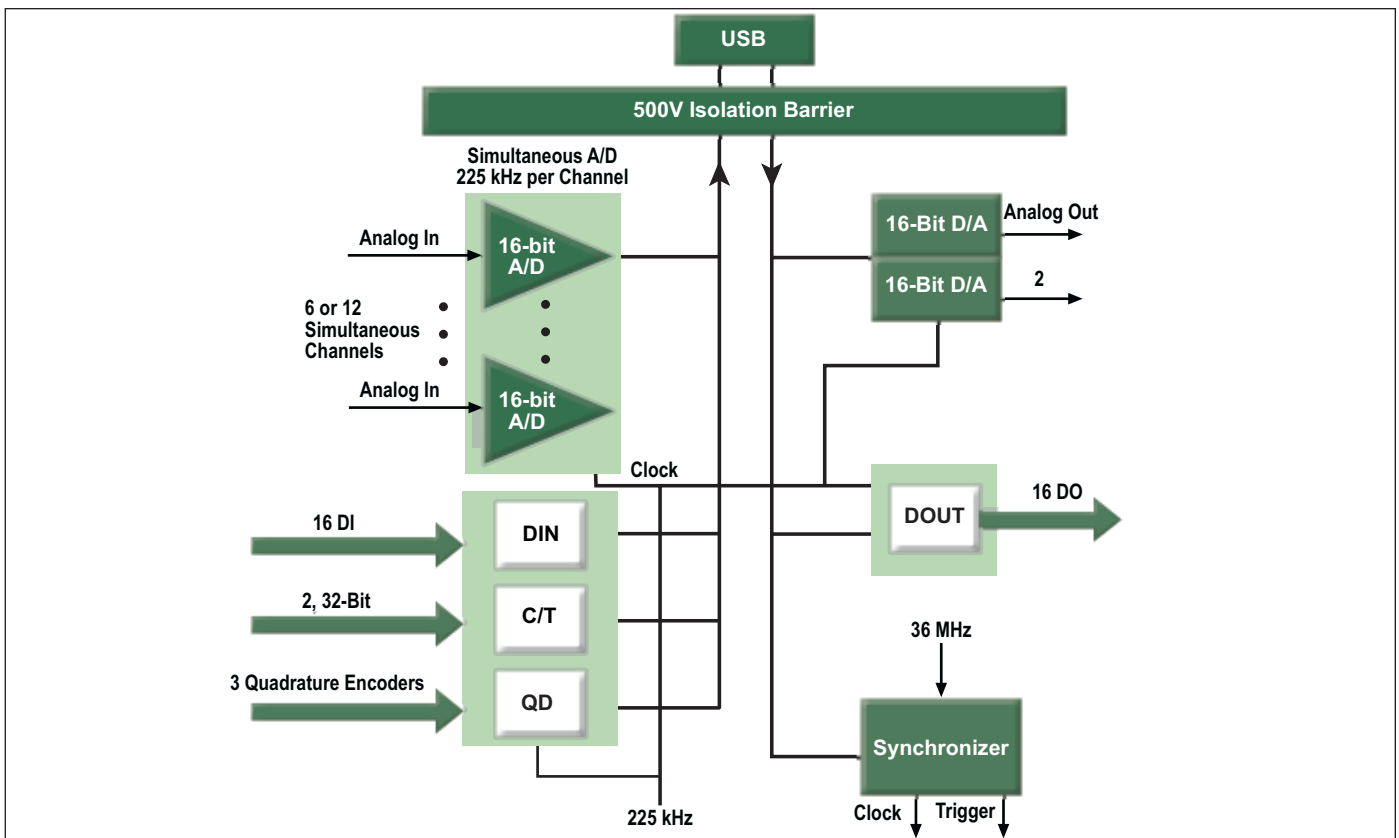 USB
500V Isolation Barrier
Simultaneous A/D
225 kHz per Channel
Analog In
16-bit
A/D
6 or 12
Simultaneous
Channels
Analog In
16-bit
A/D
16-Bit D/A
Analog Out
16-Bit D/A
2
Clock
16 DI
DIN
2, 32-Bit
C/T
3 Quadrature Encoders
QD
225 kHz
DOUT
16 DO
36 MHz
Synchronizer
Clock
Trigger